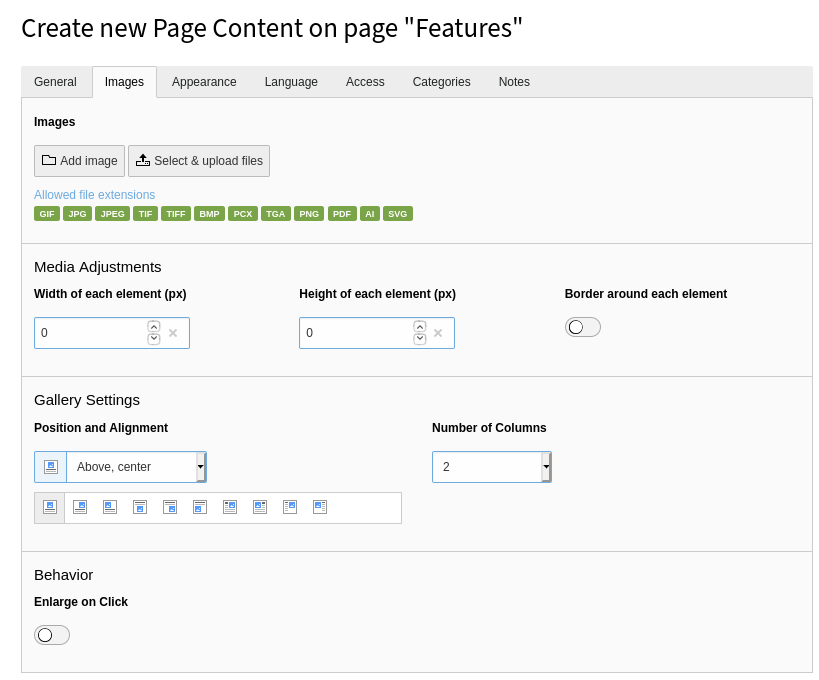 Create new Page Content on page "Features"
General Images Appearance Language Access Categories Notes
Images
Add image Select & upload files
Allowed file extensions
GIF JPG JPEG TIF TIFF BMP PCX TGA PNG PDF AI SVG
Media Adjustments
Width of each element (px) Height of each element (px) Border around each element
0 0
Gallery Settings
Position and Alignment Number of Columns
Above, center 2
Behavior
Enlarge on Click